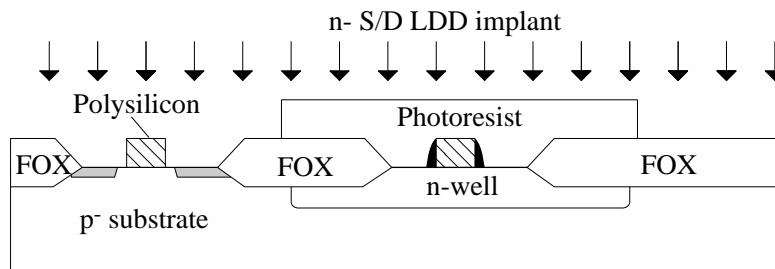 n- S/D LDD implant
Polysilicon
Photoresist
FOX
FOX
FOX
n-well
p- substrate